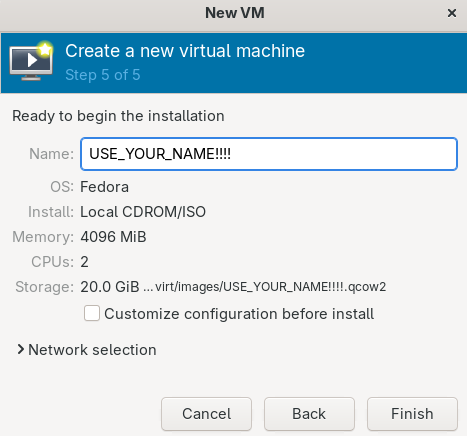 New VM
Create a new virtual machine
Step 5 of 5
Ready to begin the installation
Name: USE_YOUR_NAME!!!!
OS: Fedora
Install: Local CDROM/ISO
Memory: 4096 MiB
CPUs: 2
Storage: 20.0 GiB ...virt/images/USE_YOUR_NAME!!!!.qcow2
Customize configuration before install
Network selection
Cancel Back Finish